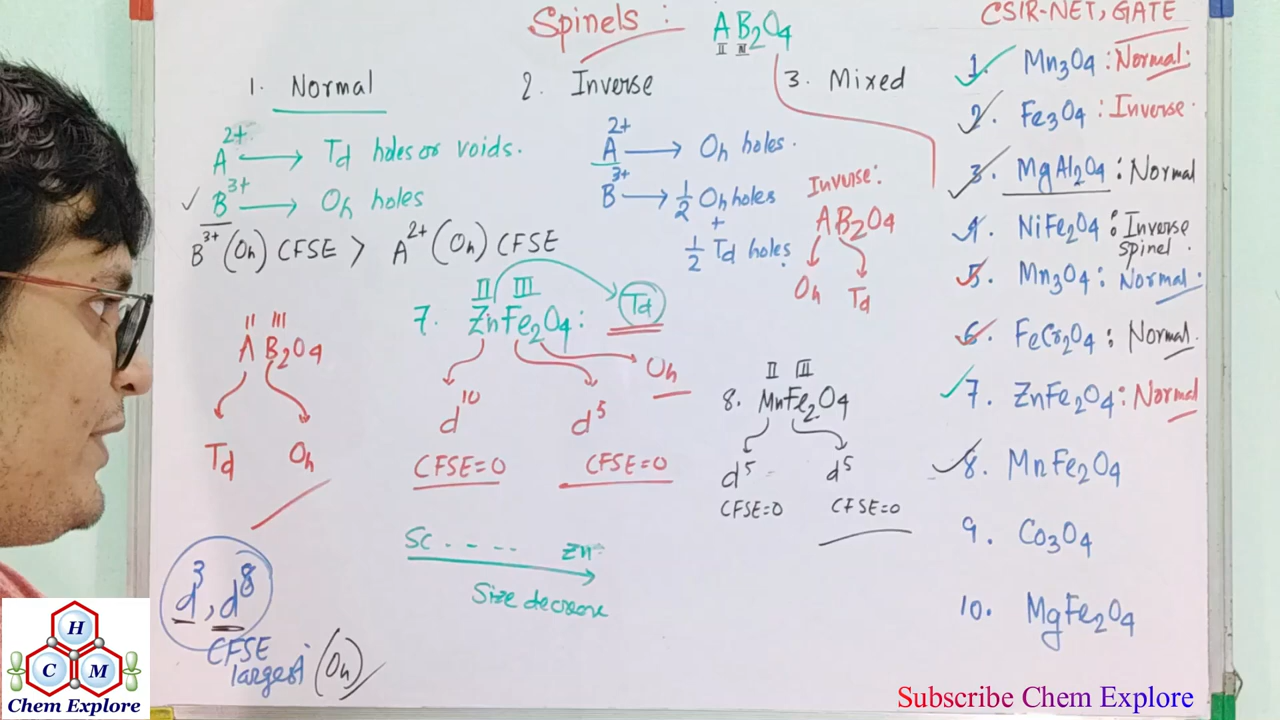 Spinels :
AB2O4
II III
1. Normal
2. Inverse
3. Mixed
A2+ → Td holes or voids.
✓ B3+ → Oh holes
B3+ (Oh) CFSE > A2+ (Oh) CFSE
A2+ → Oh holes.
B3+ → 1/2 Oh holes
+
1/2 Td holes.
Inverse:
AB2O4
Oh Td
II III
AB2O4
Td Oh
II III
7. ZnFe2O4: Td
Oh
d10 d5
CFSE=0 CFSE=0
II III
8. MnFe2O4
d5 d5
CFSE=0 CFSE=0
Sc ..... Zn
Size decrease
d3, d8
CFSE
largest (Oh)
CSIR-NET, GATE
1. Mn3O4 : Normal.
2. Fe3O4 : Inverse.
3. MgAl2O4 : Normal
4. NiFe2O4 : Inverse
spinel.
5. Mn3O4 : Normal.
6. FeCr2O4 : Normal.
7. ZnFe2O4 : Normal
8. MnFe2O4
9. Co3O4
10. MgFe2O4
H
C M
Chem Explore
Subscribe Chem Explore